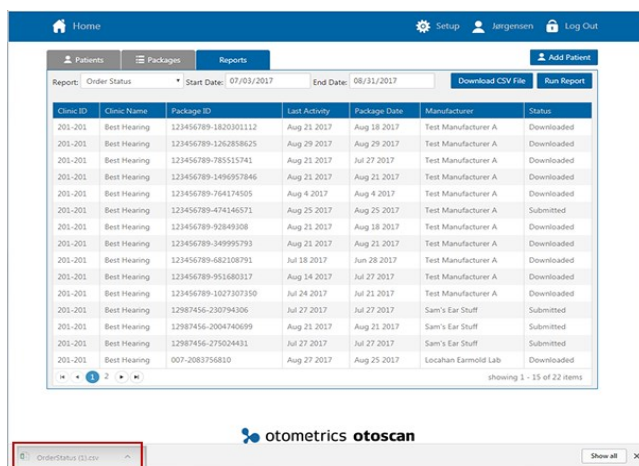 Home Setup Jørgensen Log Out
Patients Packages Reports Add Patient
Report: Order Status Start Date: 07/03/2017 End Date: 08/31/2017 Download CSV File Run Report
Clinic ID Clinic Name Package ID Last Activity Package Date Manufacturer Status
201-201 Best Hearing 123456789-1820301112 Aug 21 2017 Aug 18 2017 Test Manufacturer A Downloaded
201-201 Best Hearing 123456789-1262858625 Aug 29 2017 Aug 29 2017 Test Manufacturer A Downloaded
201-201 Best Hearing 123456789-785515741 Aug 21 2017 Jul 27 2017 Test Manufacturer A Downloaded
201-201 Best Hearing 123456789-1496957846 Aug 21 2017 Aug 21 2017 Test Manufacturer A Downloaded
201-201 Best Hearing 123456789-764174505 Aug 4 2017 Aug 4 2017 Test Manufacturer A Downloaded
201-201 Best Hearing 123456789-474146571 Aug 25 2017 Aug 25 2017 Test Manufacturer A Submitted
201-201 Best Hearing 123456789-92849308 Aug 21 2017 Aug 18 2017 Test Manufacturer A Downloaded
201-201 Best Hearing 123456789-349995793 Aug 21 2017 Aug 21 2017 Test Manufacturer A Downloaded
201-201 Best Hearing 123456789-682108791 Jul 18 2017 Jun 28 2017 Test Manufacturer A Downloaded
201-201 Best Hearing 123456789-951680317 Aug 14 2017 Jul 27 2017 Test Manufacturer A Downloaded
201-201 Best Hearing 123456789-1027307350 Jul 24 2017 Jul 21 2017 Test Manufacturer A Downloaded
201-201 Best Hearing 12987456-230794306 Jul 27 2017 Jul 27 2017 Sam's Ear Stuff Submitted
201-201 Best Hearing 12987456-2004740699 Aug 21 2017 Aug 21 2017 Sam's Ear Stuff Submitted
201-201 Best Hearing 12987456-275024431 Jul 27 2017 Jul 27 2017 Sam's Ear Stuff Submitted
201-201 Best Hearing 007-2083756810 Aug 27 2017 Aug 25 2017 Locahan Earmold Lab Downloaded
1 2 showing 1 - 15 of 22 items
otometrics otoscan
OrderStatus (1).csv Show all